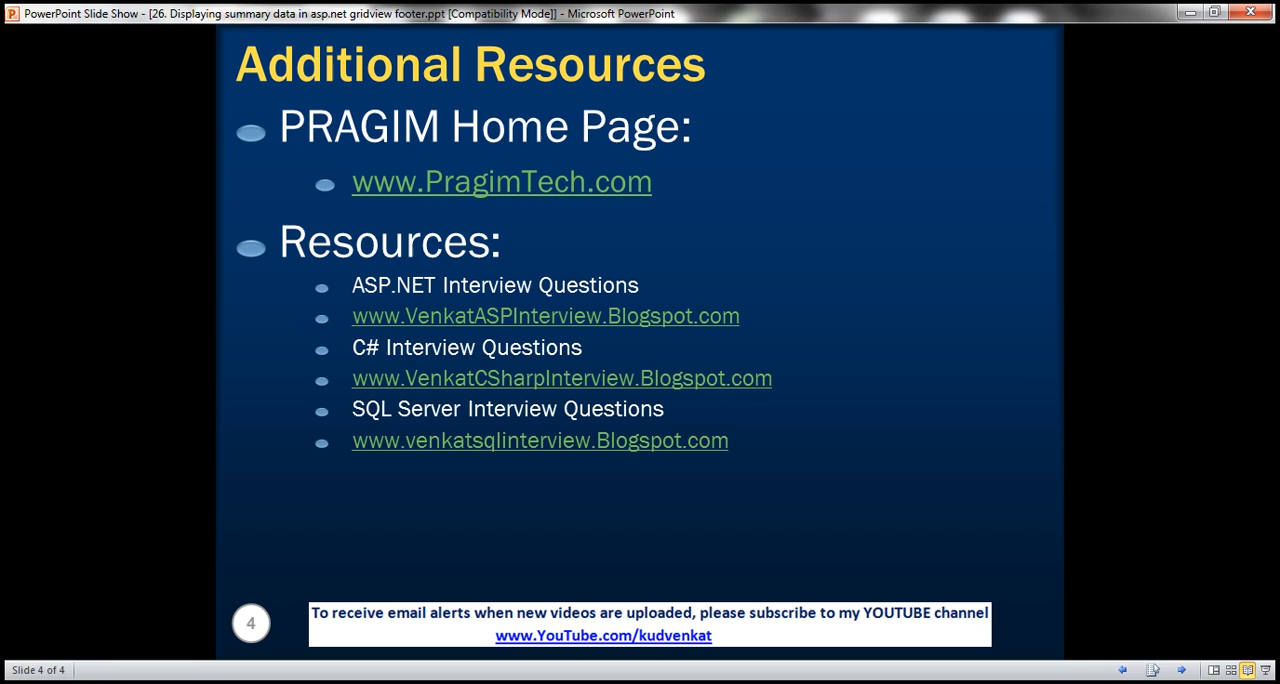 PowerPoint Slide Show - [26. Displaying summary data in asp.net gridview footer.ppt [Compatibility Mode]] - Microsoft PowerPoint
Additional Resources
PRAGIM Home Page:
www.PragimTech.com
Resources:
ASP.NET Interview Questions
www.VenkatASPInterview.Blogspot.com
C# Interview Questions
www.VenkatCSharpInterview.Blogspot.com
SQL Server Interview Questions
www.venkatsqlinterview.Blogspot.com
4
To receive email alerts when new videos are uploaded, please subscribe to my YOUTUBE channel
www.YouTube.com/kudvenkat
Slide 4 of 4